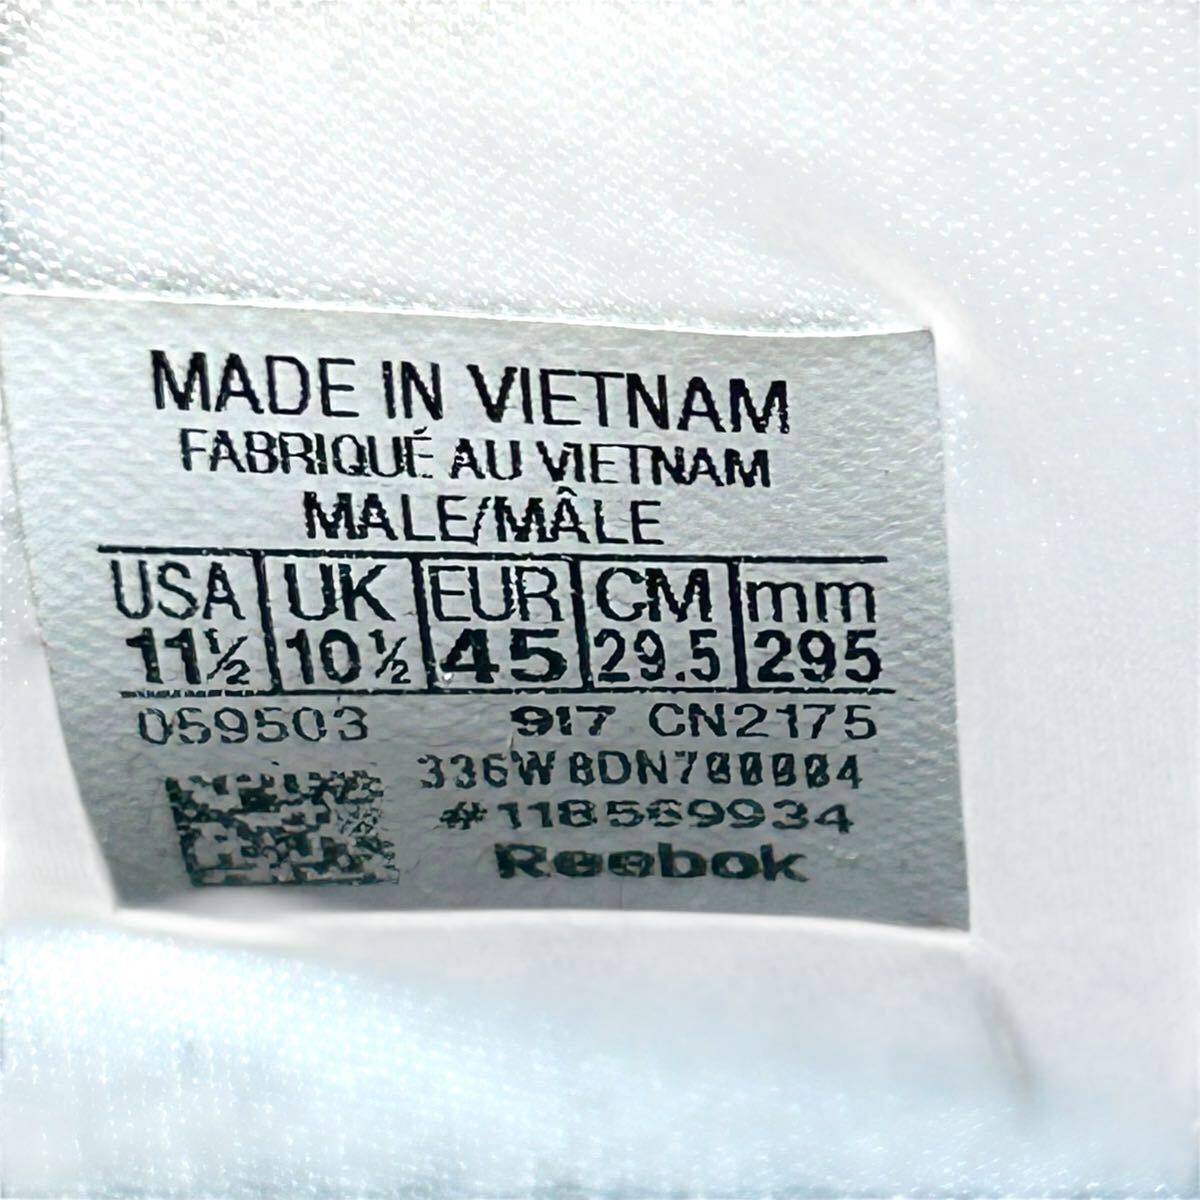 MADE IN VIETNAM
FABRIQUÉ AU VIETNAM
MALE/MÂLE
USA UK EUR CM mm
11½ 10½ 45 29.5 295
059503 917 CN2175
#118569934
Reebok